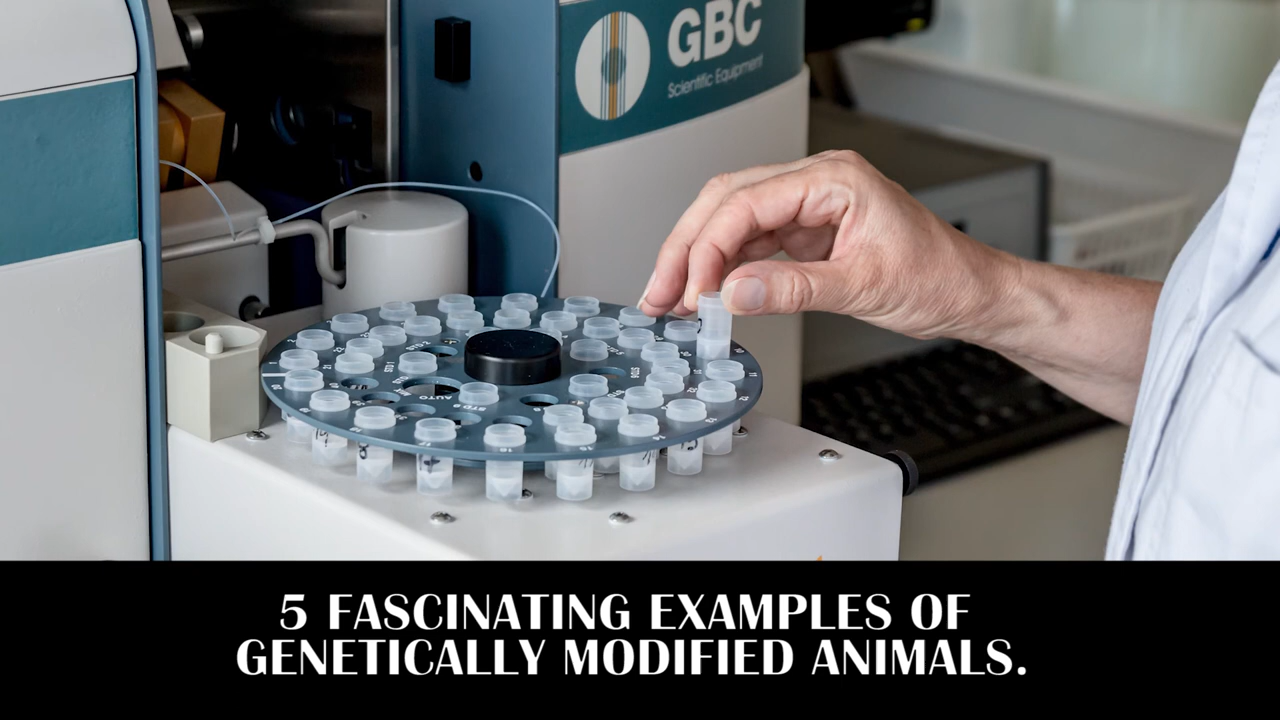 GBC
Scientific Equipment
5 FASCINATING EXAMPLES OF
GENETICALLY MODIFIED ANIMALS.